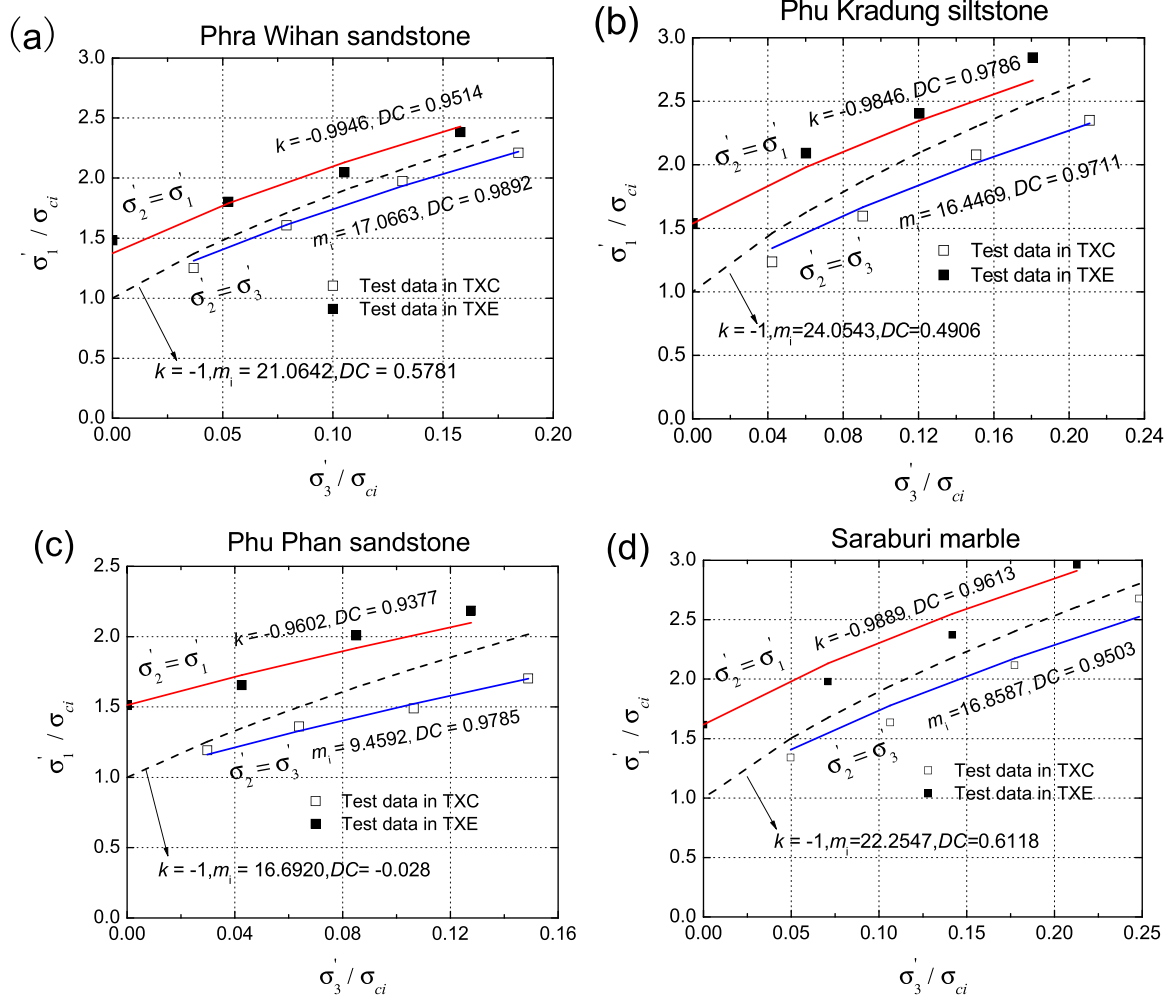 (a)
Phra Wihan sandstone
3.0
2.5
2.0
1.5
1.0
0.5
0.0
σ'1 / σci
k = -0.9946, DC = 0.9514
σ'2 = σ'1
mi = 17.0663, DC = 0.9892
σ'2 = σ'3
Test data in TXC
Test data in TXE
k = -1,mi = 21.0642,DC = 0.5781
0.00 0.05 0.10 0.15 0.20
σ'3 / σci
(b)
Phu Kradung siltstone
3.0
2.5
2.0
1.5
1.0
0.5
0.0
σ'1 / σci
k = -0.9846, DC = 0.9786
σ'2 = σ'1
mi = 16.4469, DC = 0.9711
σ'2 = σ'3
Test data in TXC
Test data in TXE
k = -1,mi=24.0543,DC=0.4906
0.00 0.04 0.08 0.12 0.16 0.20 0.24
σ'3 / σci
(c)
Phu Phan sandstone
2.5
2.0
1.5
1.0
0.5
0.0
σ'1 / σci
k = -0.9602, DC = 0.9377
σ'2 = σ'1
mi = 9.4592, DC = 0.9785
σ'2 = σ'3
Test data in TXC
Test data in TXE
k = -1,mi = 16.6920,DC= -0.028
0.00 0.04 0.08 0.12 0.16
σ'3 / σci
(d)
Saraburi marble
3.0
2.5
2.0
1.5
1.0
0.5
0.0
σ'1 / σci
k = -0.9889, DC = 0.9613
σ'2 = σ'1
mi =16.8587, DC = 0.9503
σ'2 = σ'3
Test data in TXC
Test data in TXE
k = -1,mi=22.2547,DC=0.6118
0.00 0.05 0.10 0.15 0.20 0.25
σ'3 / σci